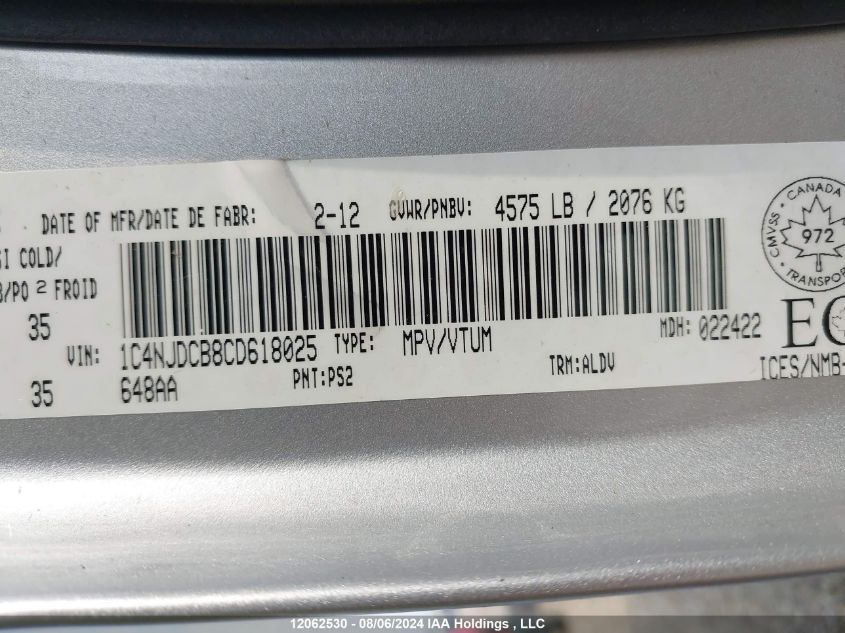 DATE OF MFR/DATE DE FABR: 2-12 GVWR/PNBV: 4575 LB / 2076 KG
COLD/
/PO 2 FROID
35
VIN: 1C4NJDCB8CD618025 TYPE: MPV/VTUM MDH: 022422
35 648AA PNT:PS2 TRM:ALDV
CANADA
CMVSS
972
TRANSPORT
ICES/NMB-
12062530 - 08/06/2024 IAA Holdings, LLC